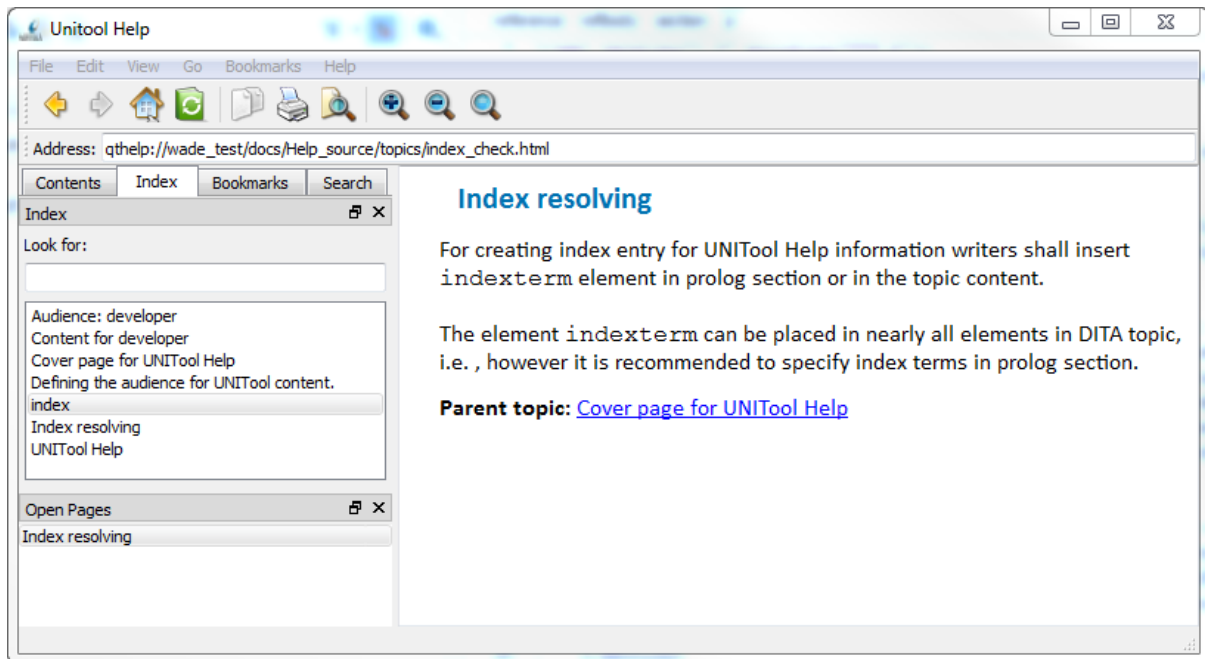 Unitool Help
File Edit View Go Bookmarks Help
Address: qthelp://wade_test/docs/Help_source/topics/index_check.html
Contents Index Bookmarks Search
Index
Look for:
Audience: developer
Content for developer
Cover page for UNITool Help
Defining the audience for UNITool content.
index
Index resolving
UNITool Help
Open Pages
Index resolving
Index resolving
For creating index entry for UNITool Help information writers shall insert
indexterm element in prolog section or in the topic content.
The element indexterm can be placed in nearly all elements in DITA topic,
i.e. , however it is recommended to specify index terms in prolog section.
Parent topic: Cover page for UNITool Help